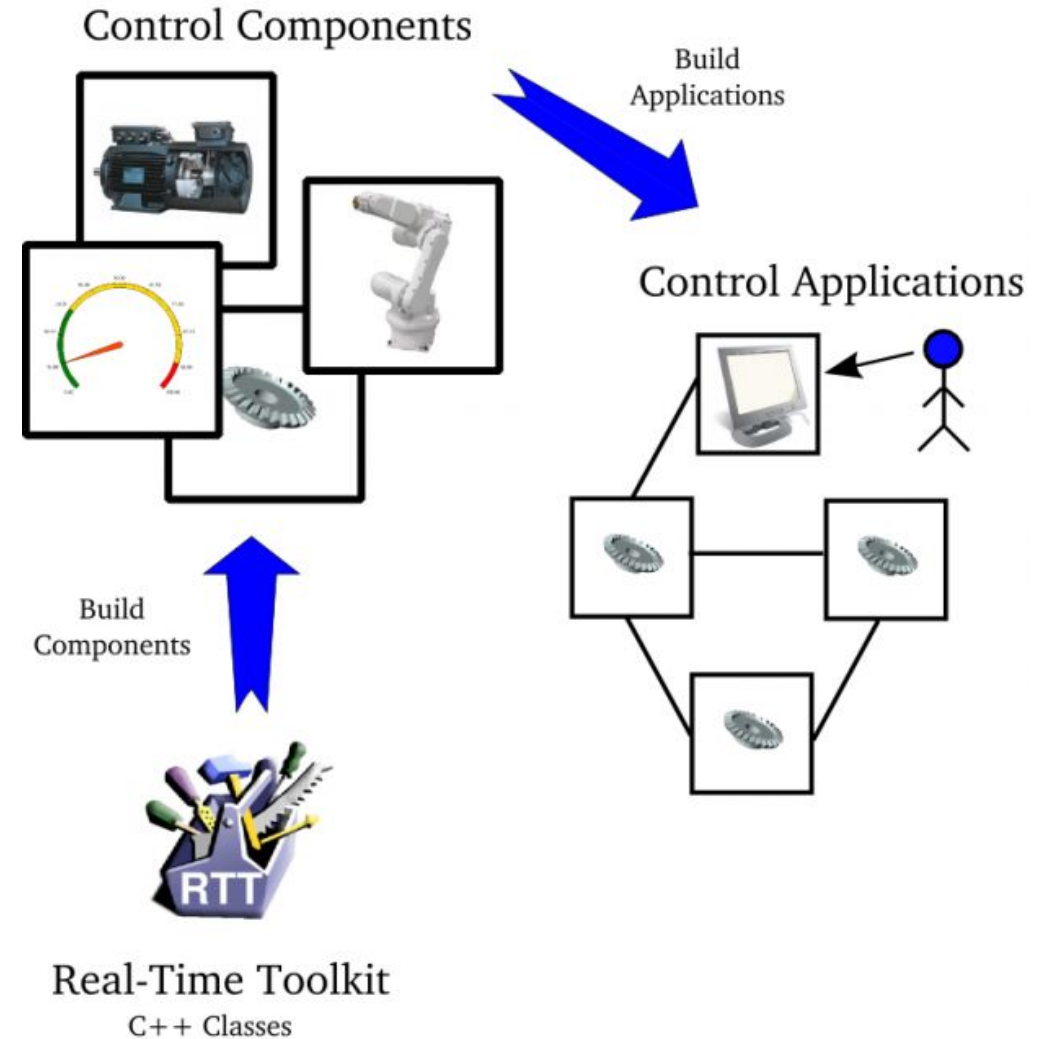 Control Components
Build
Applications
Control Applications
Build
Components
RTT
Real-Time Toolkit
C++ Classes